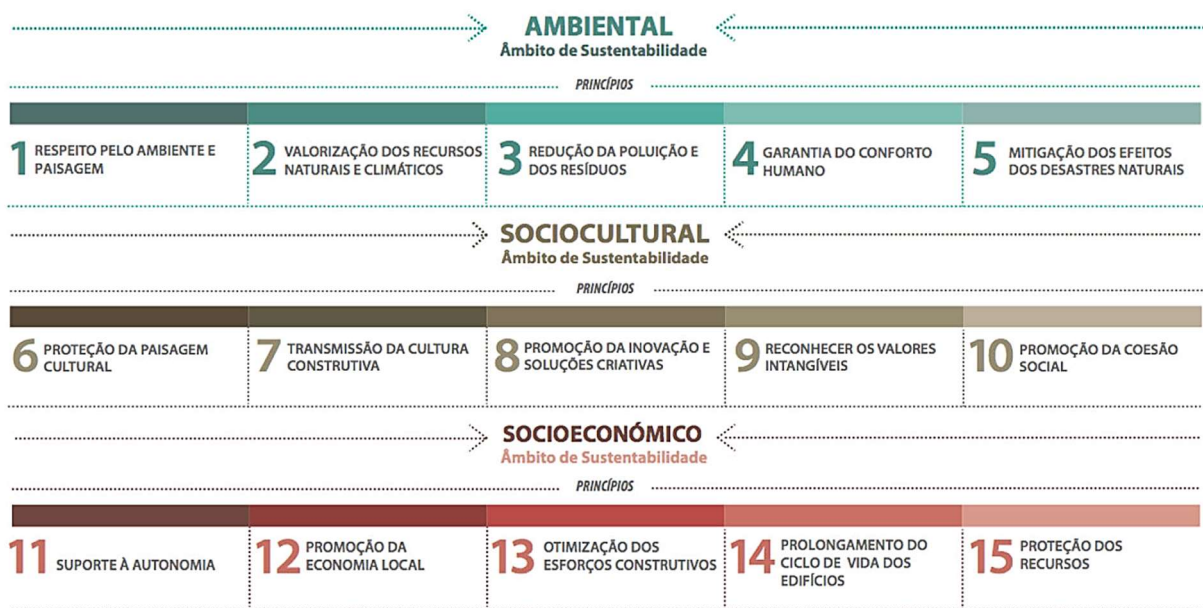 AMBIENTAL
Âmbito de Sustentabilidade
PRINCÍPIOS
1 RESPEITO PELO AMBIENTE E
PAISAGEM
2 VALORIZAÇÃO DOS RECURSOS
NATURAIS E CLIMÁTICOS
3 REDUÇÃO DA POLUIÇÃO E
DOS RESÍDUOS
4 GARANTIA DO CONFORTO
HUMANO
5 MITIGAÇÃO DOS EFEITOS
DOS DESASTRES NATURAIS
SOCIOCULTURAL
Âmbito de Sustentabilidade
PRINCÍPIOS
6 PROTEÇÃO DA PAISAGEM
CULTURAL
7 TRANSMISSÃO DA CULTURA
CONSTRUTIVA
8 PROMOÇÃO DA INOVAÇÃO E
SOLUÇÕES CRIATIVAS
9 RECONHECER OS VALORES
INTANGÍVEIS
10 PROMOÇÃO DA COESÃO
SOCIAL
SOCIOECONÓMICO
Âmbito de Sustentabilidade
PRINCÍPIOS
11 SUPORTE À AUTONOMIA
12 PROMOÇÃO DA
ECONOMIA LOCAL
13 OTIMIZAÇÃO DOS
ESFORÇOS CONSTRUTIVOS
14 PROLONGAMENTO DO
CICLO DE VIDA DOS
EDIFÍCIOS
15 PROTEÇÃO DOS
RECURSOS